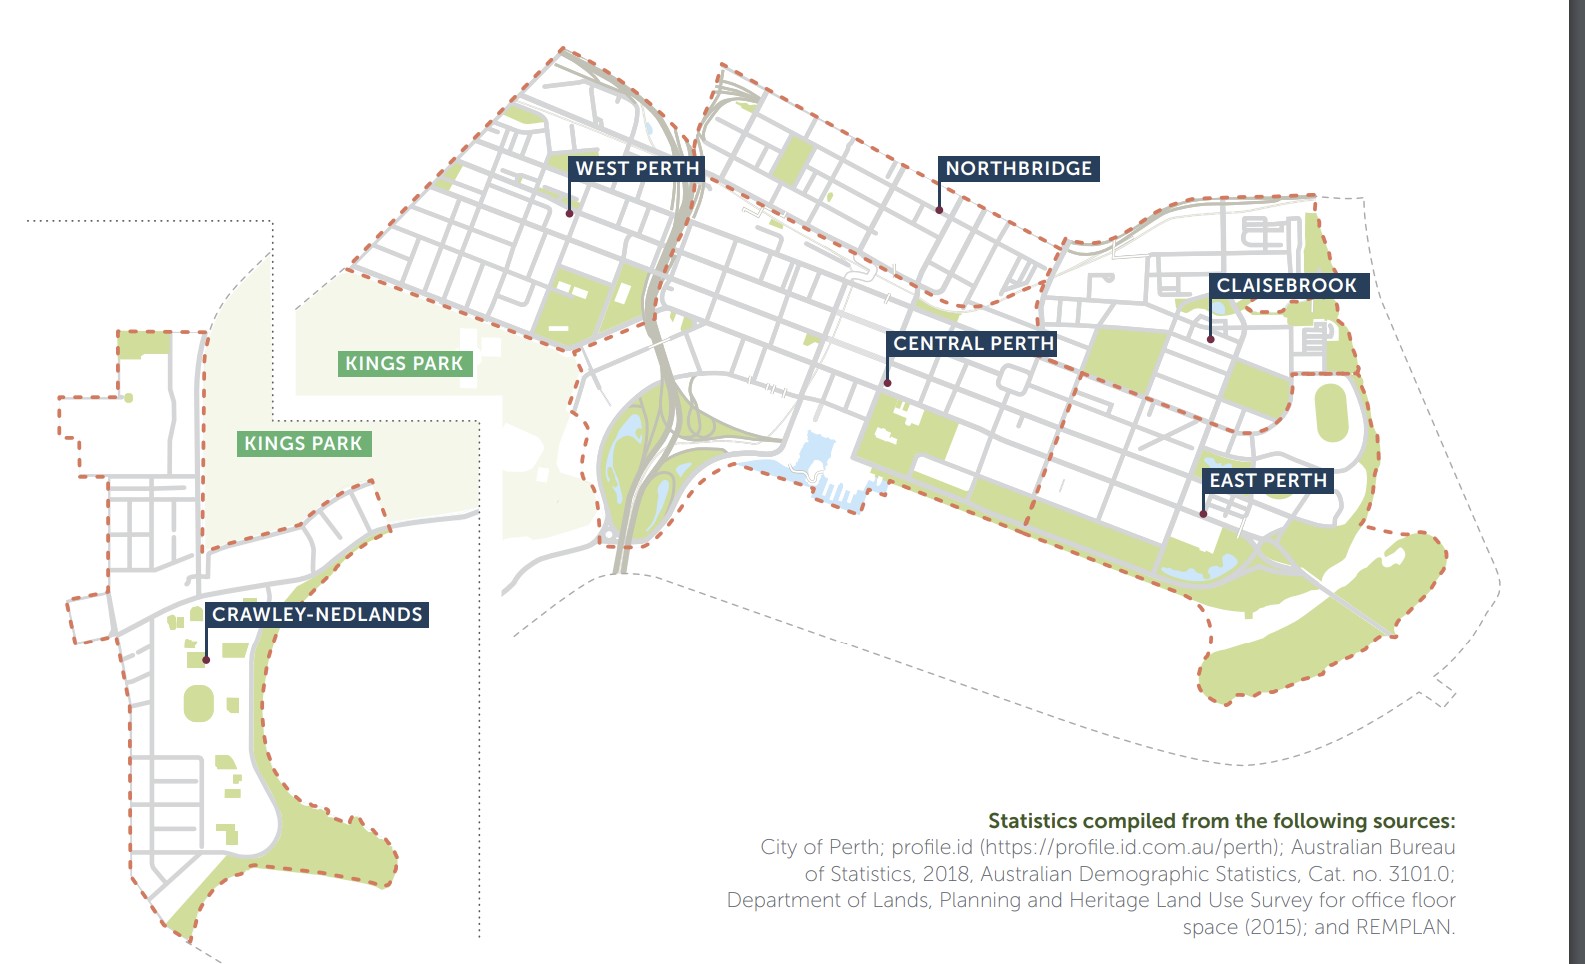 WEST PERTH
NORTHBRIDGE
CLAISEBROOK
CENTRAL PERTH
KINGS PARK
KINGS PARK
EAST PERTH
CRAWLEY-NEDLANDS
Statistics compiled from the following sources:
City of Perth; profile.id (https://profile.id.com.au/perth); Australian Bureau
of Statistics, 2018, Australian Demographic Statistics, Cat. no. 3101.0;
Department of Lands, Planning and Heritage Land Use Survey for office floor
space (2015); and REMPLAN.